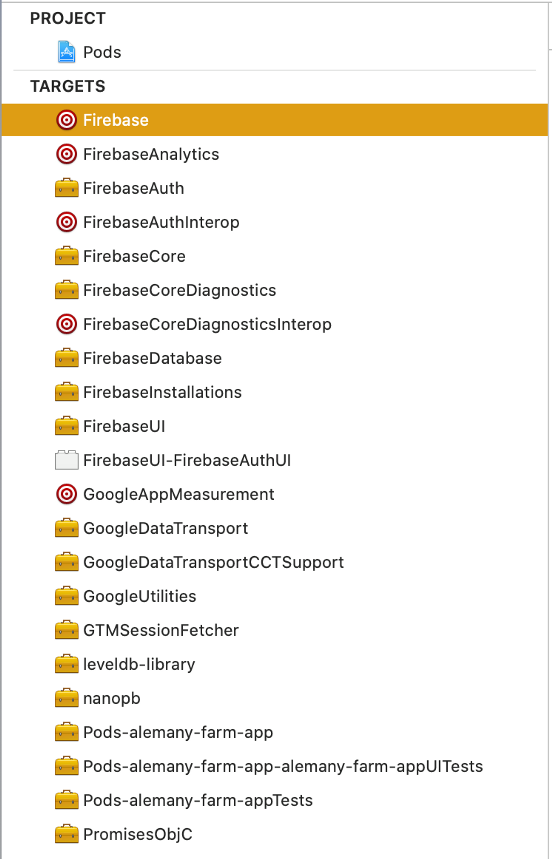 PROJECT
Pods
TARGETS
Firebase
FirebaseAnalytics
FirebaseAuth
FirebaseAuthInterop
FirebaseCore
FirebaseCoreDiagnostics
FirebaseCoreDiagnosticsInterop
FirebaseDatabase
FirebaseInstallations
FirebaseUI
FirebaseUI-FirebaseAuthUI
GoogleAppMeasurement
GoogleDataTransport
GoogleDataTransportCCTSupport
GoogleUtilities
GTMSessionFetcher
leveldb-library
nanopb
Pods-alemany-farm-app
Pods-alemany-farm-app-alemany-farm-appUITests
Pods-alemany-farm-appTests
PromisesObjC